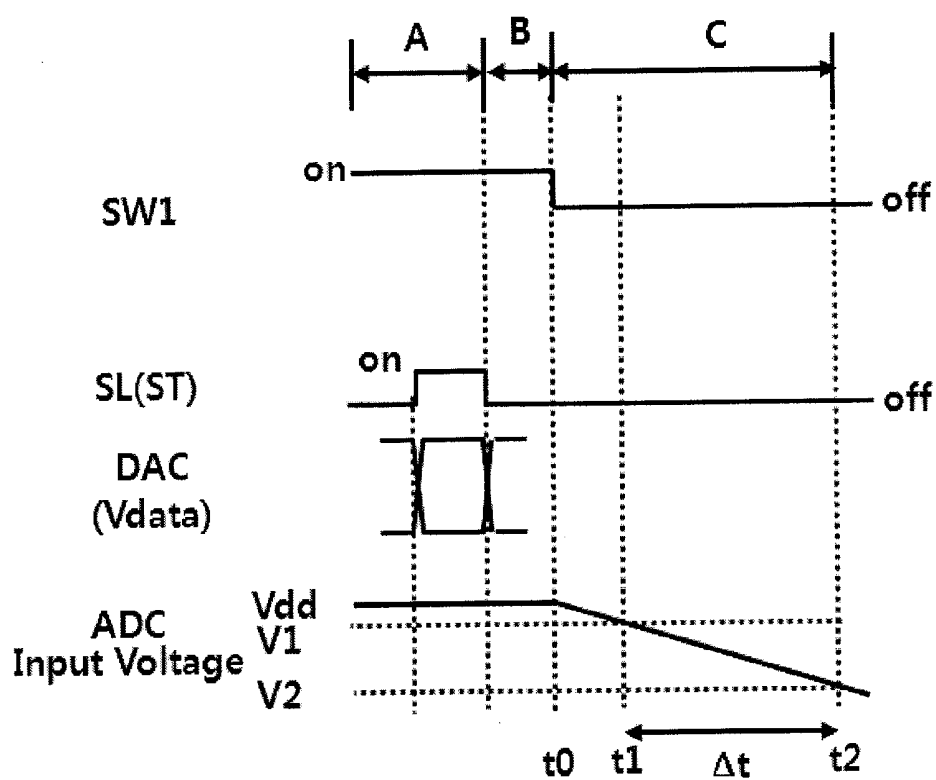 A B C
on
SW1
off
on
SL(ST)
off
DAC
(Vdata)
Vdd
ADC
V1
Input Voltage
V2
t0 t1 Δt t2